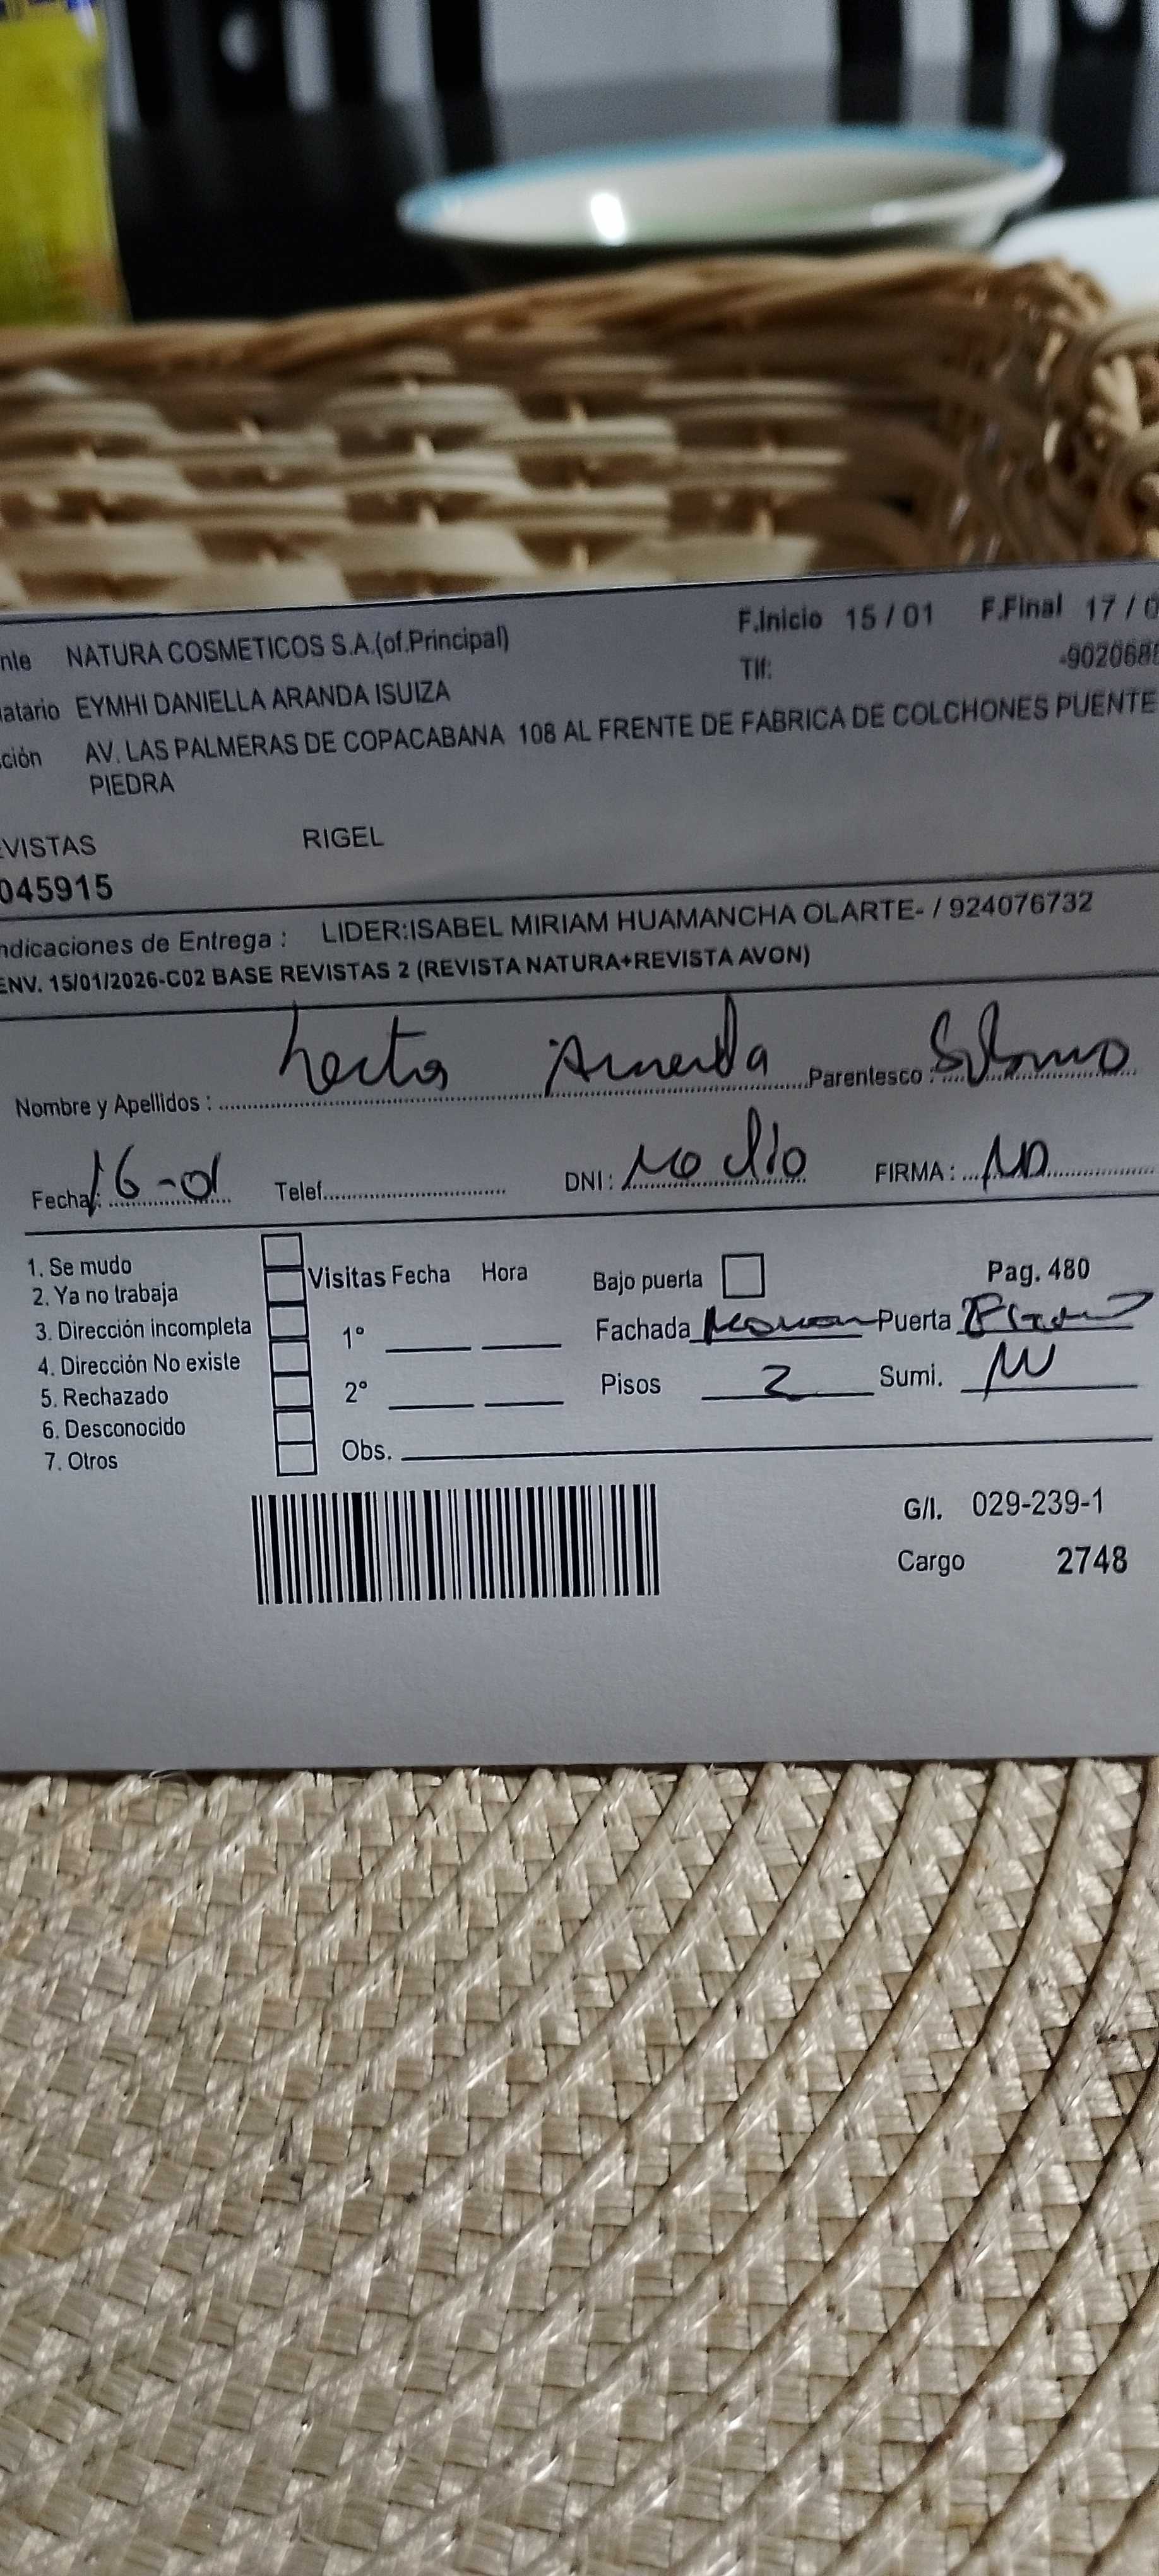 nte NATURA COSMETICOS S.A.(of.Principal) F.Inicio 15 / 01 F.Final 17 / 0
Tlf: -902068
atario EYMHI DANIELLA ARANDA ISUIZA
ción AV. LAS PALMERAS DE COPACABANA 108 AL FRENTE DE FABRICA DE COLCHONES PUENTE
PIEDRA
EVISTAS RIGEL
045915
ndicaciones de Entrega : LIDER:ISABEL MIRIAM HUAMANCHA OLARTE- / 924076732
ENV. 15/01/2026-C02 BASE REVISTAS 2 (REVISTA NATURA+REVISTA AVON)
Nombre y Apellidos : Parentesco :
Fecha: 16-01 Telef. DNI : No dio FIRMA : ND
1. Se mudo
2. Ya no trabaja
3. Dirección incompleta
4. Dirección No existe
5. Rechazado
6. Desconocido
7. Otros
Visitas Fecha Hora
1°
2°
Obs.
Bajo puerta Pag. 480
Fachada Puerta
Pisos 2 Sumi.
G/I. 029-239-1
Cargo 2748